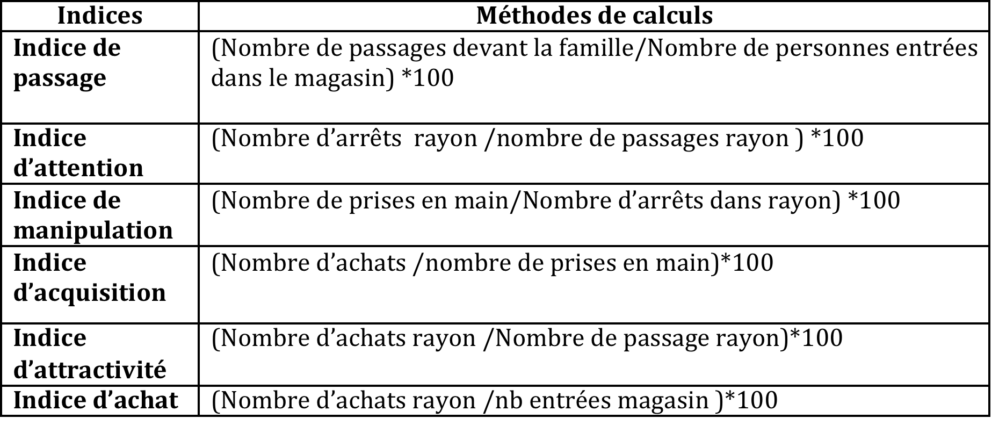 Indices
Méthodes de calculs
Indice de
passage
(Nombre de passages devant la famille/Nombre de personnes entrées
dans le magasin) *100
Indice
d’attention
(Nombre d’arrêts  rayon /nombre de passages rayon ) *100
Indice de
manipulation
(Nombre de prises en main/Nombre d’arrêts dans rayon) *100
Indice
d’acquisition
(Nombre d’achats /nombre de prises en main)*100
Indice
d’attractivité
(Nombre d’achats rayon /Nombre de passage rayon)*100
Indice d’achat
(Nombre d’achats rayon /nb entrées magasin )*100